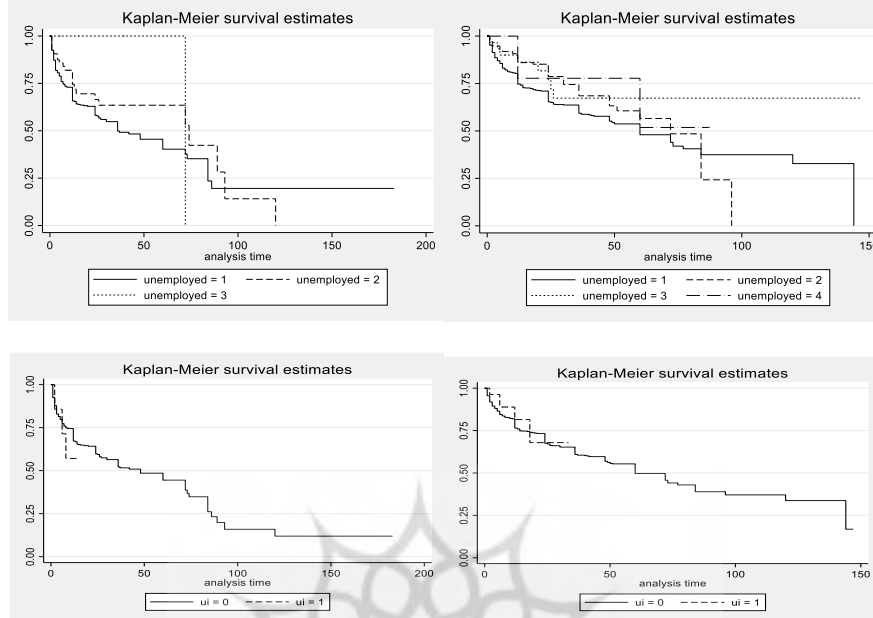 Kaplan-Meier survival estimates
1.00
0.75
0.50
0.25
0.00
0 50 100 150 200
analysis time
unemployed = 1 unemployed = 2
unemployed = 3
Kaplan-Meier survival estimates
1.00
0.75
0.50
0.25
0.00
0 50 100 150
analysis time
unemployed = 1 unemployed = 2
unemployed = 3 unemployed = 4
Kaplan-Meier survival estimates
1.00
0.75
0.50
0.25
0.00
0 50 100 150 200
analysis time
ui = 0 ui = 1
Kaplan-Meier survival estimates
1.00
0.75
0.50
0.25
0.00
0 50 100 150
analysis time
ui = 0 ui = 1